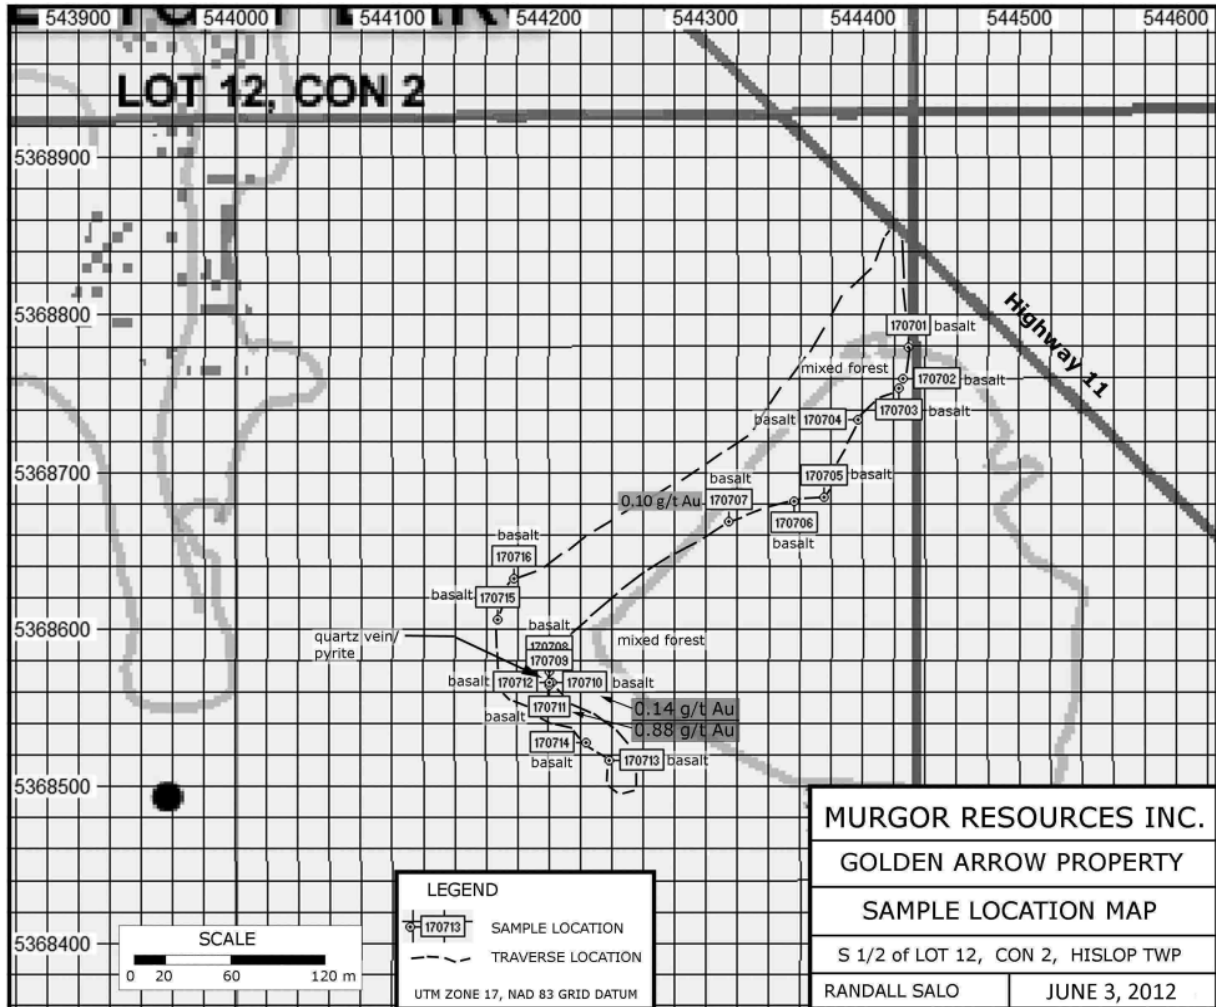 543900 544000 544100 544200 544300 544400 544500 544600
LOT 12, CON 2
5368900
5368800
5368700
5368600
5368500
5368400
Highway 11
170701 basalt
mixed forest
170702 basalt
170703 basalt
basalt 170704
170705 basalt
basalt
0.10 g/t Au 170707
170706
basalt
basalt
170716
basalt 170715
basalt
170708
170709
quartz vein/
pyrite
mixed forest
basalt 170712 170710 basalt
170711
basalt
0.14 g/t Au
0.88 g/t Au
170714
basalt
170713 basalt
LEGEND
170713 SAMPLE LOCATION
TRAVERSE LOCATION
UTM ZONE 17, NAD 83 GRID DATUM
SCALE
0 20 60 120 m
MURGOR RESOURCES INC.
GOLDEN ARROW PROPERTY
SAMPLE LOCATION MAP
S 1/2 of LOT 12, CON 2, HISLOP TWP
RANDALL SALO JUNE 3, 2012